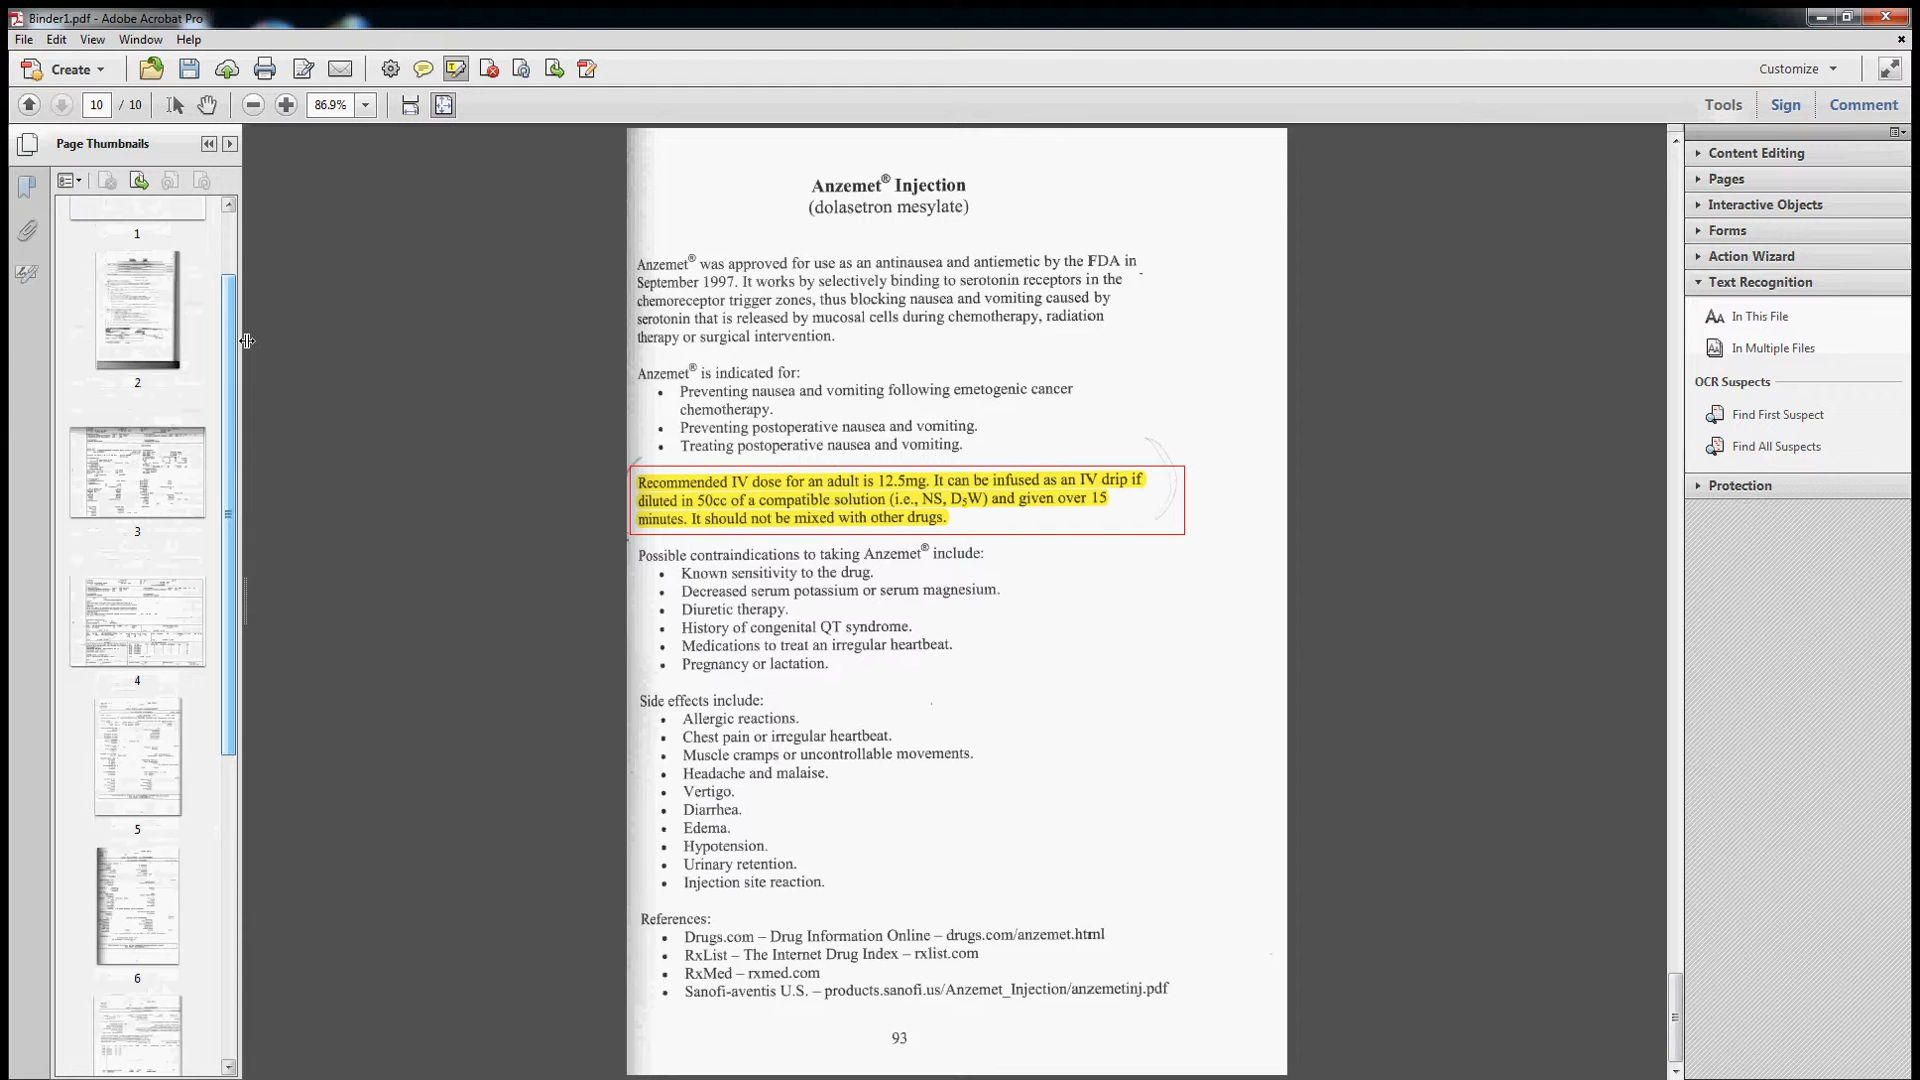 Binder1.pdf - Adobe Acrobat Pro
File Edit View Window Help
Create Customize
10 / 10 86.9% Tools Sign Comment
Page Thumbnails
1
2
3
4
5
6
Anzemet® Injection
(dolasetron mesylate)
Anzemet® was approved for use as an antinausea and antiemetic by the FDA in
September 1997. It works by selectively binding to serotonin receptors in the
chemoreceptor trigger zones, thus blocking nausea and vomiting caused by
serotonin that is released by mucosal cells during chemotherapy, radiation
therapy or surgical intervention.
Anzemet® is indicated for:
• Preventing nausea and vomiting following emetogenic cancer
chemotherapy.
• Preventing postoperative nausea and vomiting.
• Treating postoperative nausea and vomiting.
Recommended IV dose for an adult is 12.5mg. It can be infused as an IV drip if
diluted in 50cc of a compatible solution (i.e., NS, D₅W) and given over 15
minutes. It should not be mixed with other drugs.
Possible contraindications to taking Anzemet® include:
• Known sensitivity to the drug.
• Decreased serum potassium or serum magnesium.
• Diuretic therapy.
• History of congenital QT syndrome.
• Medications to treat an irregular heartbeat.
• Pregnancy or lactation.
Side effects include:
• Allergic reactions.
• Chest pain or irregular heartbeat.
• Muscle cramps or uncontrollable movements.
• Headache and malaise.
• Vertigo.
• Diarrhea.
• Edema.
• Hypotension.
• Urinary retention.
• Injection site reaction.
References:
• Drugs.com – Drug Information Online – drugs.com/anzemet.html
• RxList – The Internet Drug Index – rxlist.com
• RxMed – rxmed.com
• Sanofi-aventis U.S. – products.sanofi.us/Anzemet_Injection/anzemetinj.pdf
93
Content Editing
Pages
Interactive Objects
Forms
Action Wizard
Text Recognition
In This File
In Multiple Files
OCR Suspects
Find First Suspect
Find All Suspects
Protection